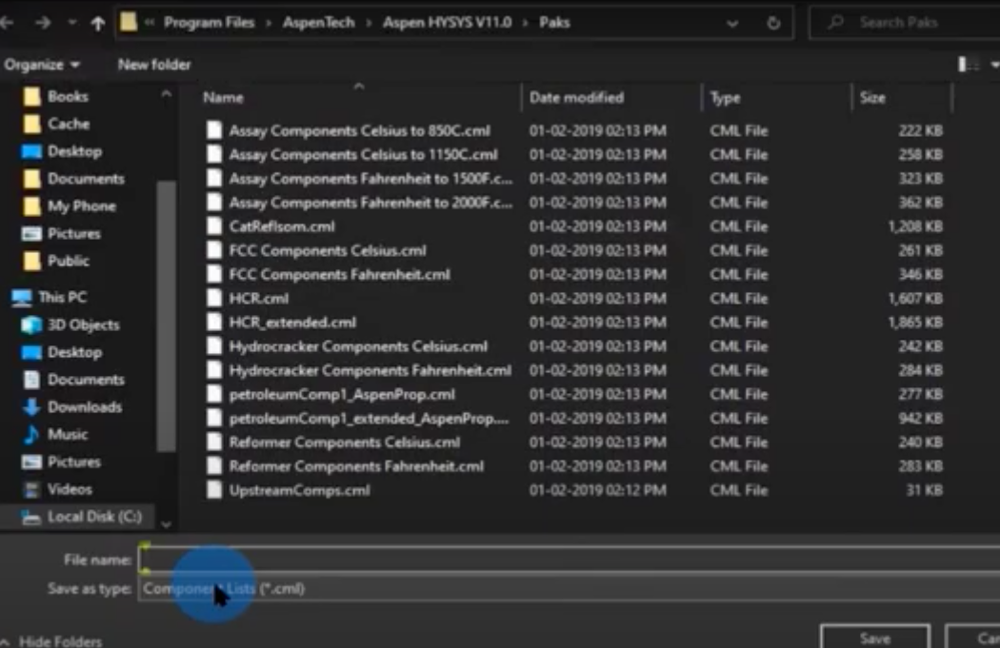 « Program Files › AspenTech › Aspen HYSYS V11.0 › Paks
Search Paks
Organize New folder
Books
Cache
Desktop
Documents
My Phone
Pictures
Public
This PC
3D Objects
Desktop
Documents
Downloads
Music
Pictures
Videos
Local Disk (C:)
Name Date modified Type Size
Assay Components Celsius to 850C.cml 01-02-2019 02:13 PM CML File 222 KB
Assay Components Celsius to 1150C.cml 01-02-2019 02:13 PM CML File 258 KB
Assay Components Fahrenheit to 1500F.c... 01-02-2019 02:13 PM CML File 323 KB
Assay Components Fahrenheit to 2000F.c... 01-02-2019 02:13 PM CML File 362 KB
CatRefIsom.cml 01-02-2019 02:13 PM CML File 1,208 KB
FCC Components Celsius.cml 01-02-2019 02:13 PM CML File 261 KB
FCC Components Fahrenheit.cml 01-02-2019 02:13 PM CML File 346 KB
HCR.cml 01-02-2019 02:13 PM CML File 1,607 KB
HCR_extended.cml 01-02-2019 02:13 PM CML File 1,865 KB
Hydrocracker Components Celsius.cml 01-02-2019 02:13 PM CML File 242 KB
Hydrocracker Components Fahrenheit.cml 01-02-2019 02:13 PM CML File 284 KB
petroleumComp1_AspenProp.cml 01-02-2019 02:13 PM CML File 277 KB
petroleumComp1_extended_AspenProp.... 01-02-2019 02:13 PM CML File 942 KB
Reformer Components Celsius.cml 01-02-2019 02:13 PM CML File 240 KB
Reformer Components Fahrenheit.cml 01-02-2019 02:13 PM CML File 283 KB
UpstreamComps.cml 01-02-2019 02:12 PM CML File 31 KB
File name:
Save as type: Component Lists (*.cml)
Hide Folders
Save
Can